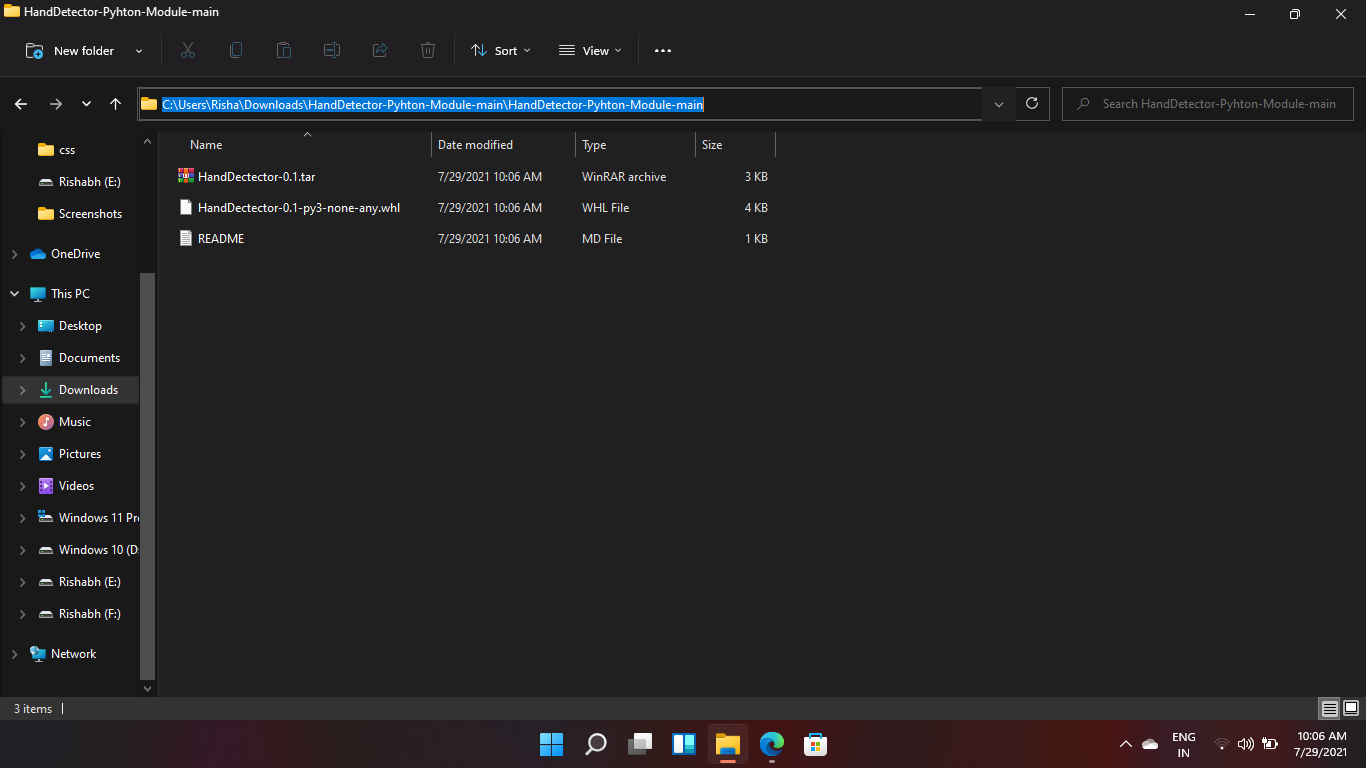 HandDetector-Pyhton-Module-main
New folder
Sort
View
C:\Users\Risha\Downloads\HandDetector-Pyhton-Module-main\HandDetector-Pyhton-Module-main
Search HandDetector-Pyhton-Module-main
css
Rishabh (E:)
Screenshots
OneDrive
This PC
Desktop
Documents
Downloads
Music
Pictures
Videos
Windows 11 Pr
Windows 10 (D:
Rishabh (E:)
Rishabh (F:)
Network
Name Date modified Type Size
HandDectector-0.1.tar 7/29/2021 10:06 AM WinRAR archive 3 KB
HandDectector-0.1-py3-none-any.whl 7/29/2021 10:06 AM WHL File 4 KB
README 7/29/2021 10:06 AM MD File 1 KB
3 items
ENG
IN
10:06 AM
7/29/2021